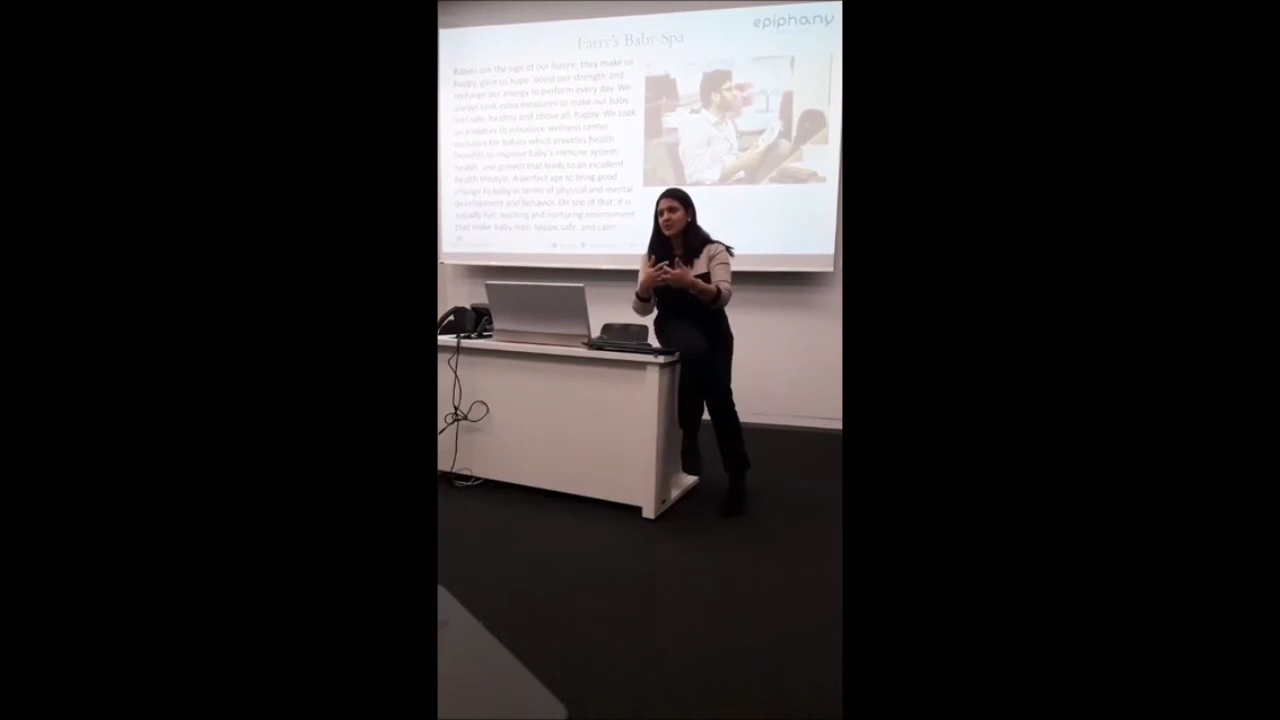 epiphany
Farry's Baby Spa
Babies are the sign of our future; they make us
happy, give us hope, boost our strength and
recharge our energy to perform every day. We
always took extra measures to make our baby
feel safe, healthy and above all, happy. We took
an initiative to introduce wellness center
exclusive for babies which provides health
benefits to improve baby's immune system,
health, and growth that leads to an excellent
health lifestyle. A perfect age to bring good
change to baby in terms of physical and mental
development and behavior. On top of that, it is
socially fun, exciting and nurturing environment
that make baby feels happy, safe, and calm.